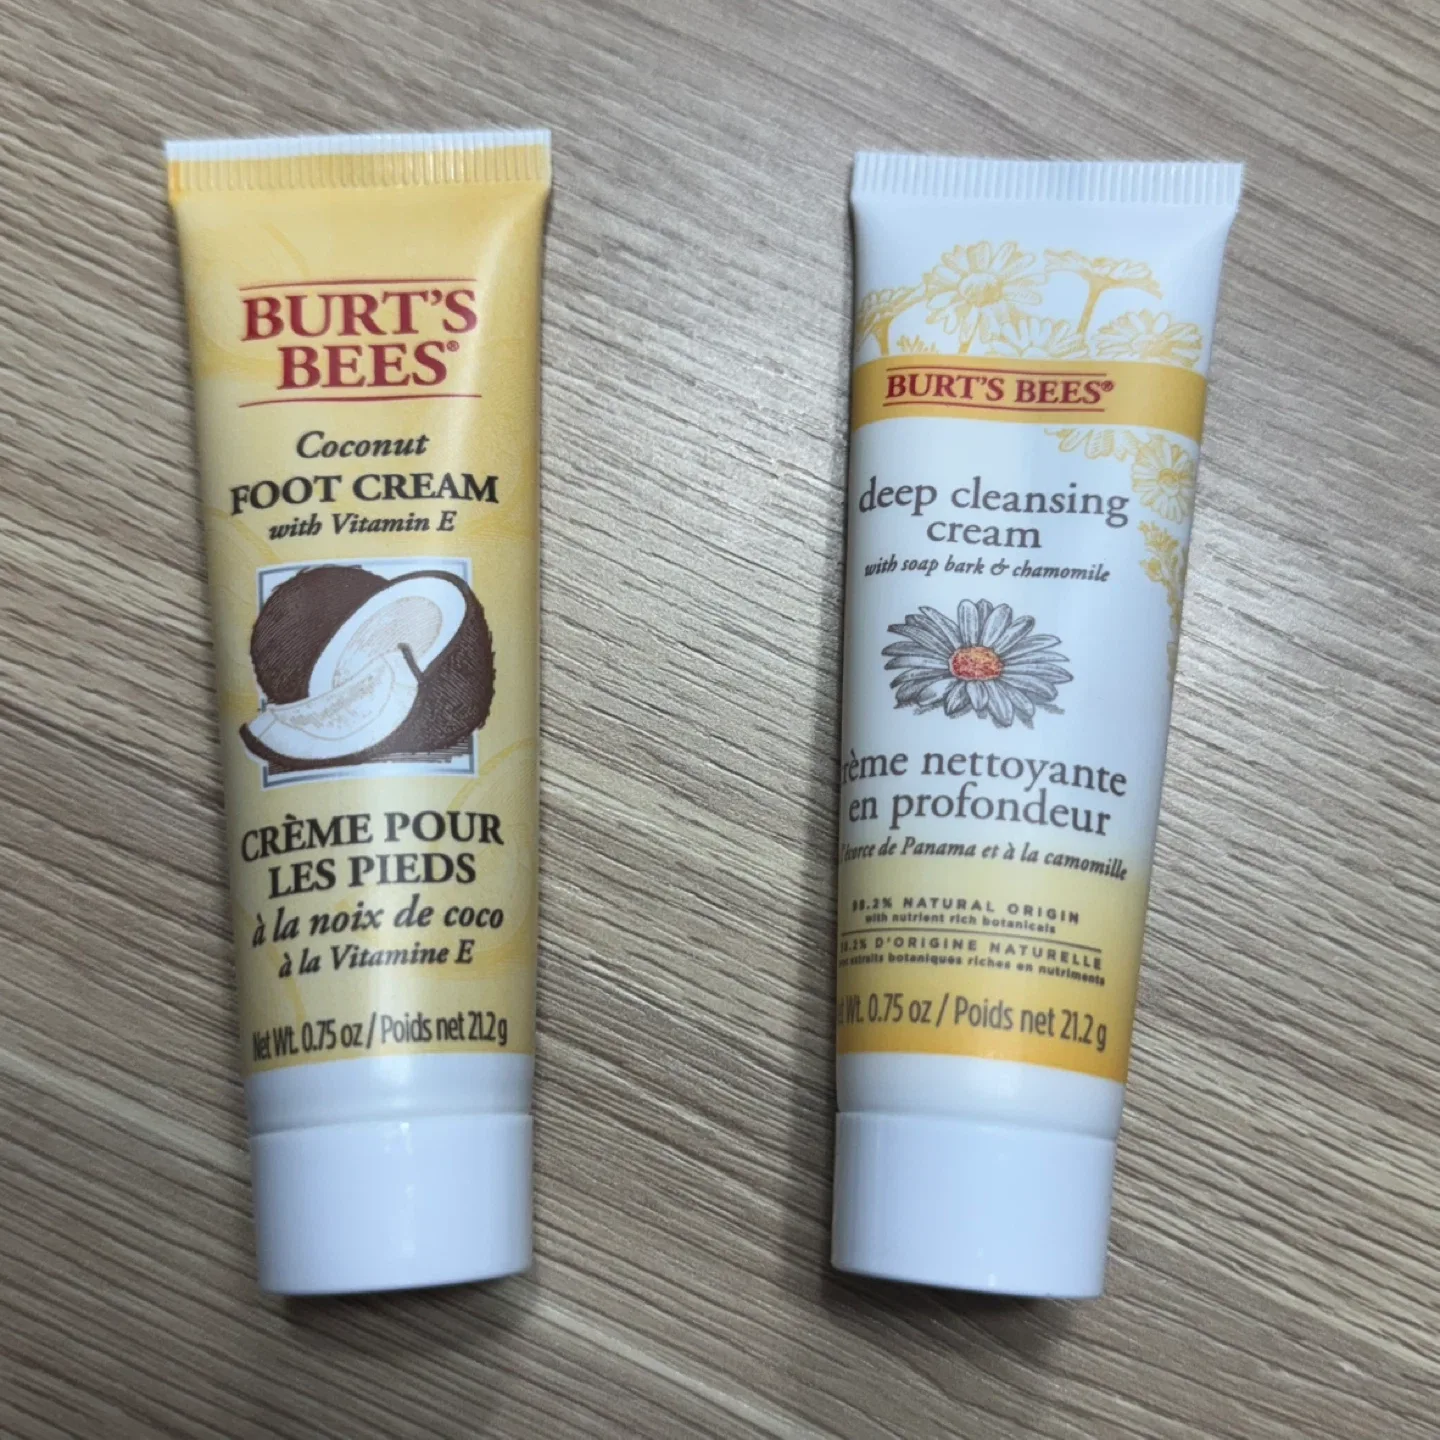 BURT'S
BEES®
Coconut
FOOT CREAM
with Vitamin E
CRÈME POUR
LES PIEDS
à la noix de coco
à la Vitamine E
Net Wt. 0.75 oz / Poids net 21.2 g
BURT'S BEES®
deep cleansing
cream
with soap bark & chamomile
nettoyante
en profondeur
de Panama et à la camomille
98.2% NATURAL ORIGIN
with nutrient rich botanicals
D'ORIGINE NATURELLE
botaniques riches en nutriments
Wt. 0.75 oz / Poids net 21.2 g